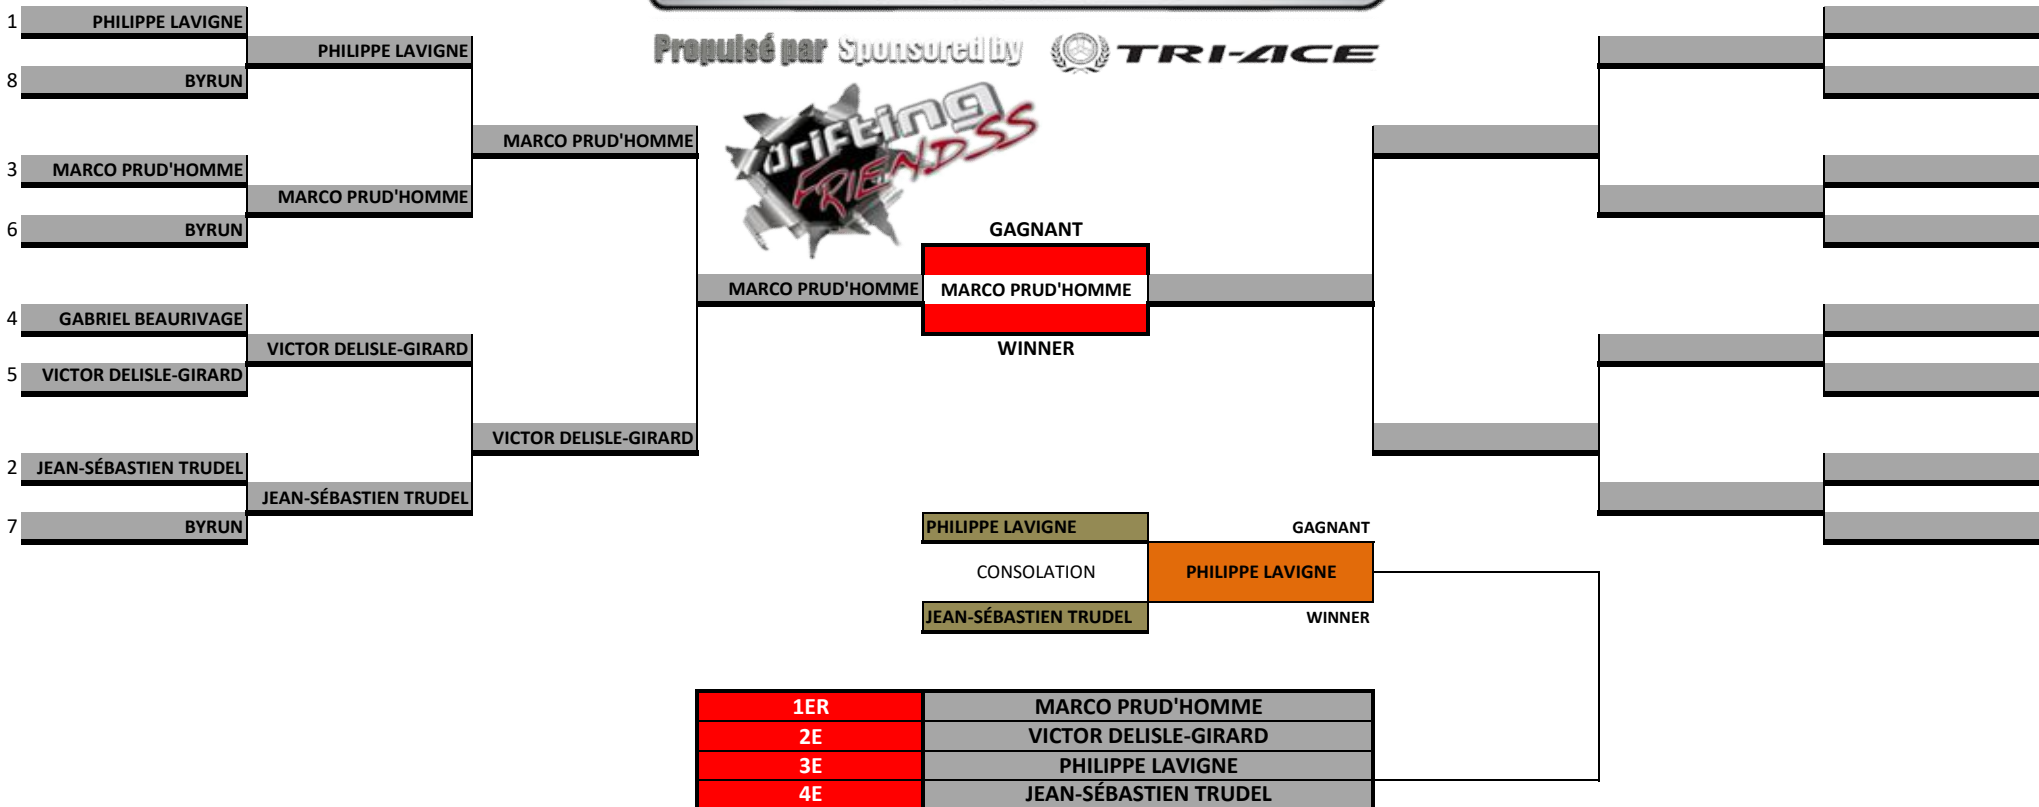 Propulsé par Sponsored by TRI-ACE
drifting
FRIENDSS
1 PHILIPPE LAVIGNE
8 BYRUN
3 MARCO PRUD'HOMME
6 BYRUN
4 GABRIEL BEAURIVAGE
5 VICTOR DELISLE-GIRARD
2 JEAN-SÉBASTIEN TRUDEL
7 BYRUN
PHILIPPE LAVIGNE
MARCO PRUD'HOMME
VICTOR DELISLE-GIRARD
JEAN-SÉBASTIEN TRUDEL
MARCO PRUD'HOMME
VICTOR DELISLE-GIRARD
MARCO PRUD'HOMME
GAGNANT
MARCO PRUD'HOMME
WINNER
PHILIPPE LAVIGNE
CONSOLATION
JEAN-SÉBASTIEN TRUDEL
GAGNANT
PHILIPPE LAVIGNE
WINNER
1ER MARCO PRUD'HOMME
2E VICTOR DELISLE-GIRARD
3E PHILIPPE LAVIGNE
4E JEAN-SÉBASTIEN TRUDEL